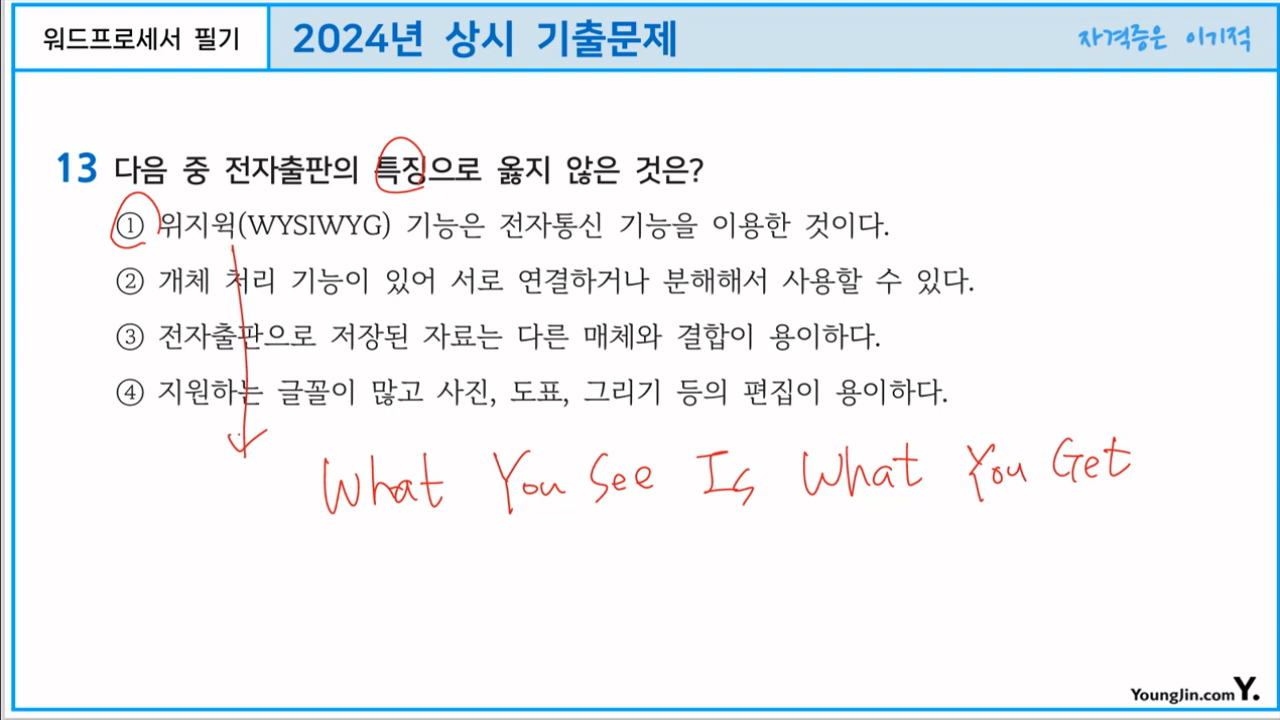 워드프로세서 필기
2024년 상시 기출문제
자격증은 이기적
13 다음 중 전자출판의 특징으로 옳지 않은 것은?
① 위지윅(WYSIWYG) 기능은 전자통신 기능을 이용한 것이다.
② 개체 처리 기능이 있어 서로 연결하거나 분해해서 사용할 수 있다.
③ 전자출판으로 저장된 자료는 다른 매체와 결합이 용이하다.
④ 지원하는 글꼴이 많고 사진, 도표, 그리기 등의 편집이 용이하다.
What You See Is What You Get
YoungJin.com Y.